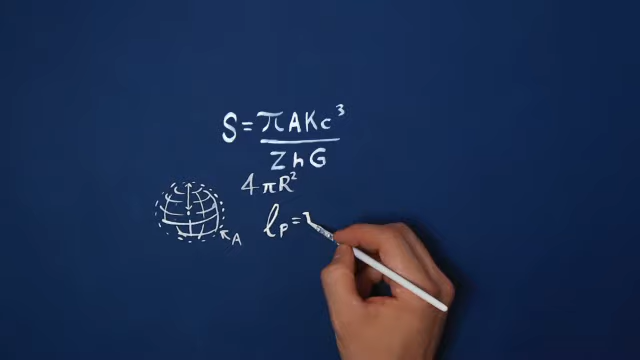 S = πAKc³
2hG
4πR²
A
lₚ =